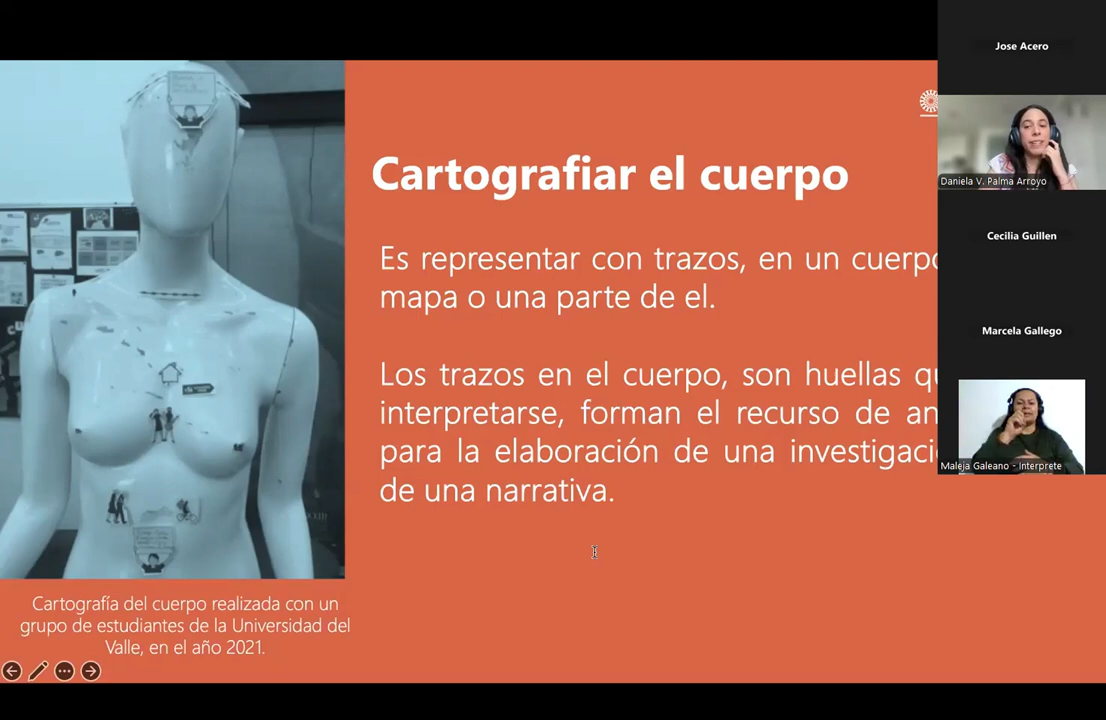 Cartografiar el cuerpo
Es representar con trazos, en un cuerpo
mapa o una parte de el.
Los trazos en el cuerpo, son huellas qu
interpretarse, forman el recurso de an
para la elaboración de una investigaci
de una narrativa.
Cartografía del cuerpo realizada con un
grupo de estudiantes de la Universidad del
Valle, en el año 2021.
Jose Acero
Daniela V. Palma Arroyo
Cecilia Guillen
Marcela Gallego
Maleja Galeano - Interprete